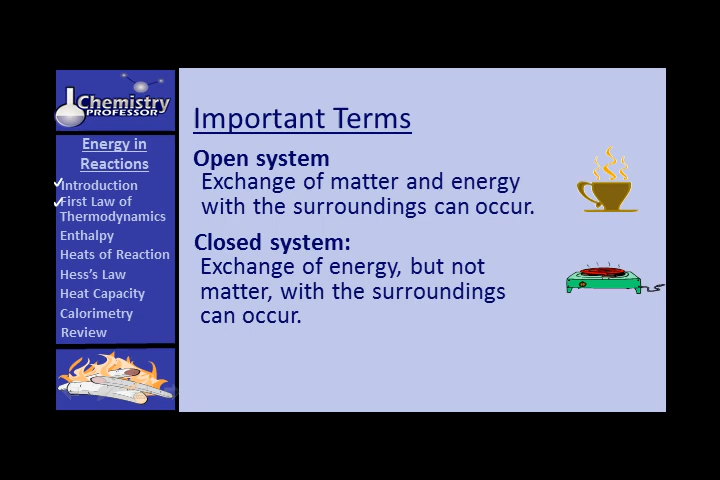 Chemistry
PROFESSOR
Energy in
Reactions
Introduction
First Law of
Thermodynamics
Enthalpy
Heats of Reaction
Hess's Law
Heat Capacity
Calorimetry
Review
Important Terms
Open system
Exchange of matter and energy
with the surroundings can occur.
Closed system:
Exchange of energy, but not
matter, with the surroundings
can occur.